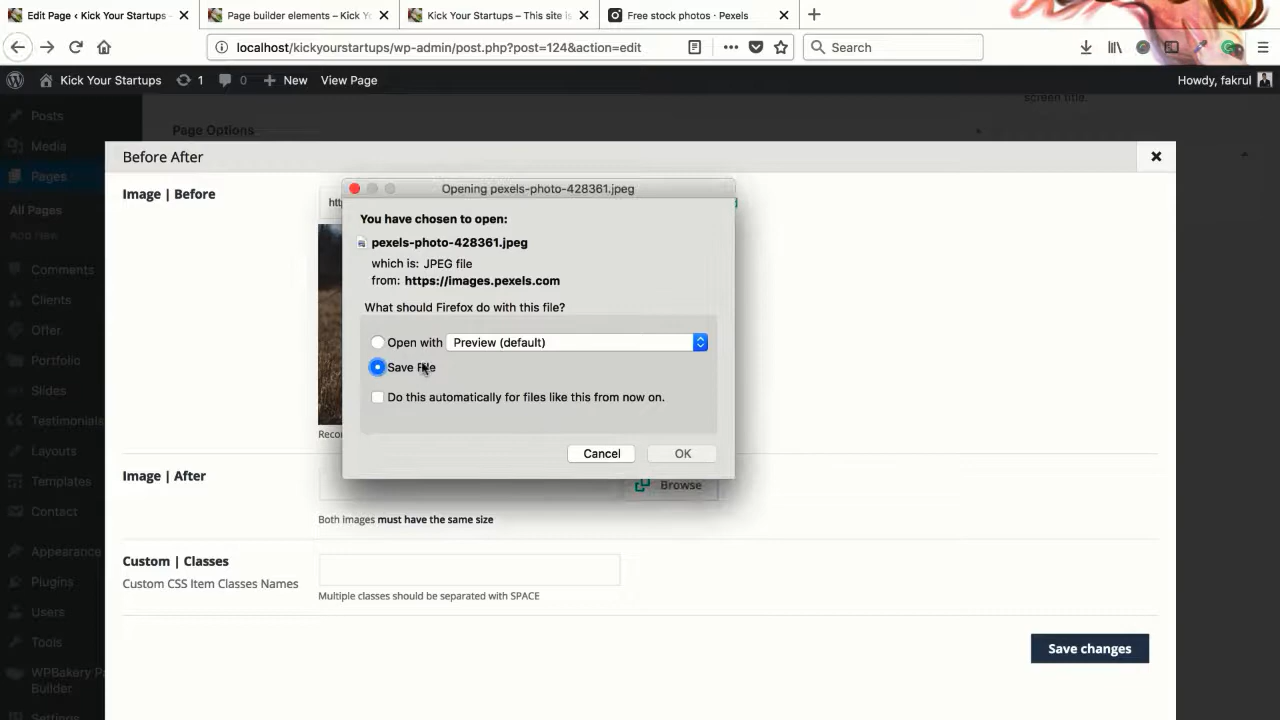 Edit Page ‹ Kick Your Startups
Page builder elements – Kick Y
Kick Your Startups – This site is
Free stock photos · Pexels
localhost/kickyourstartups/wp-admin/post.php?post=124&action=edit
Search
Kick Your Startups
1
0
New
View Page
Howdy, fakrul
screen title.
Posts
Page Options
Media
Before After
Pages
Image | Before
Opening pexels-photo-428361.jpeg
You have chosen to open:
pexels-photo-428361.jpeg
which is: JPEG file
from: https://images.pexels.com
What should Firefox do with this file?
Open with
Preview (default)
Save File
Do this automatically for files like this from now on.
Cancel
OK
All Pages
Add New
Comments
Clients
Offer
Portfolio
Slides
Testimonials
Layouts
Templates
Contact
Appearance
Plugins
Users
Tools
WPBakery Pa
Builder
Settings
Image | After
Browse
Both images must have the same size
Custom | Classes
Custom CSS Item Classes Names
Multiple classes should be separated with SPACE
Save changes